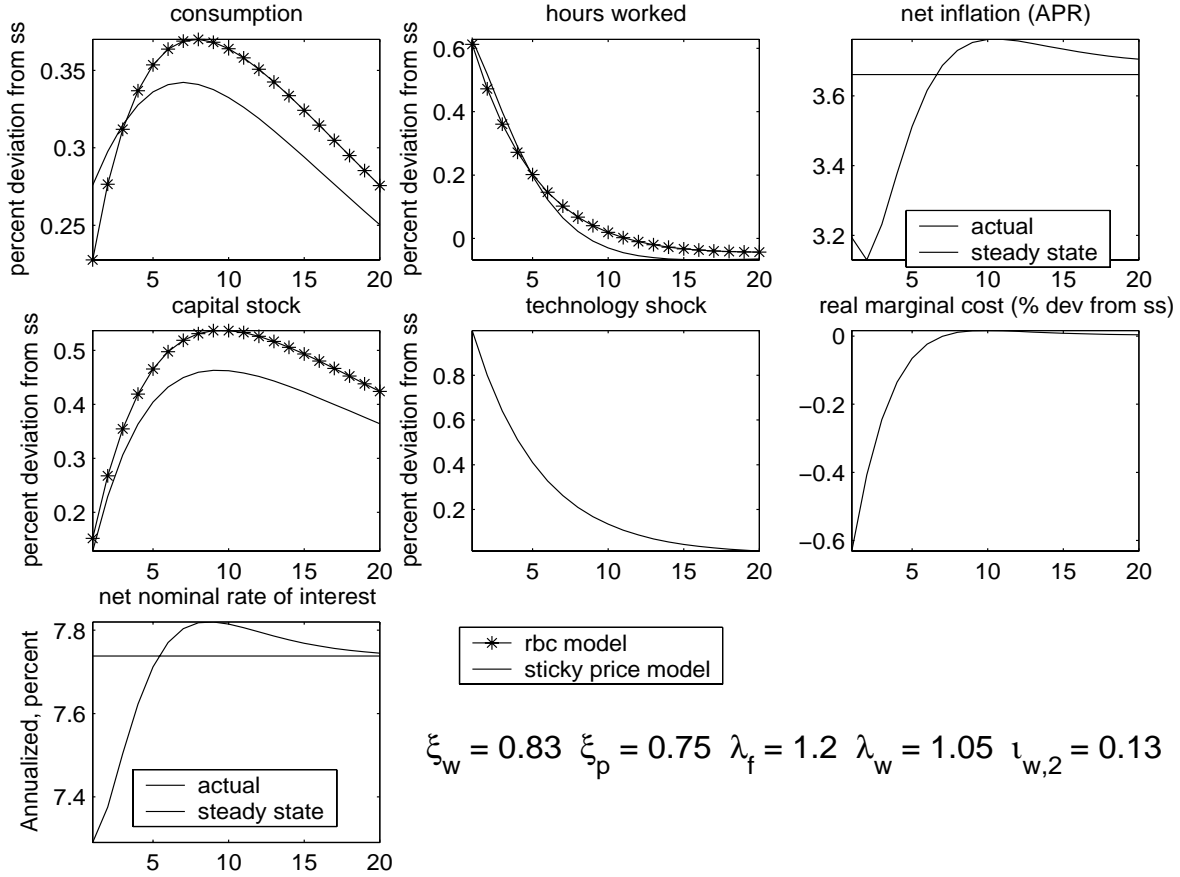 consumption
percent deviation from ss
0.35
0.3
0.25
5 10 15 20
hours worked
percent deviation from ss
0.6
0.4
0.2
0
5 10 15 20
net inflation (APR)
3.6
3.4
3.2
actual
steady state
5 10 15 20
capital stock
percent deviation from ss
0.5
0.4
0.3
0.2
5 10 15 20
technology shock
percent deviation from ss
0.8
0.6
0.4
0.2
5 10 15 20
real marginal cost (% dev from ss)
0
−0.2
−0.4
−0.6
5 10 15 20
net nominal rate of interest
Annualized, percent
7.8
7.6
7.4
actual
steady state
5 10 15 20
rbc model
sticky price model
ξw = 0.83 ξp = 0.75 λf = 1.2 λw = 1.05 ιw,2 = 0.13